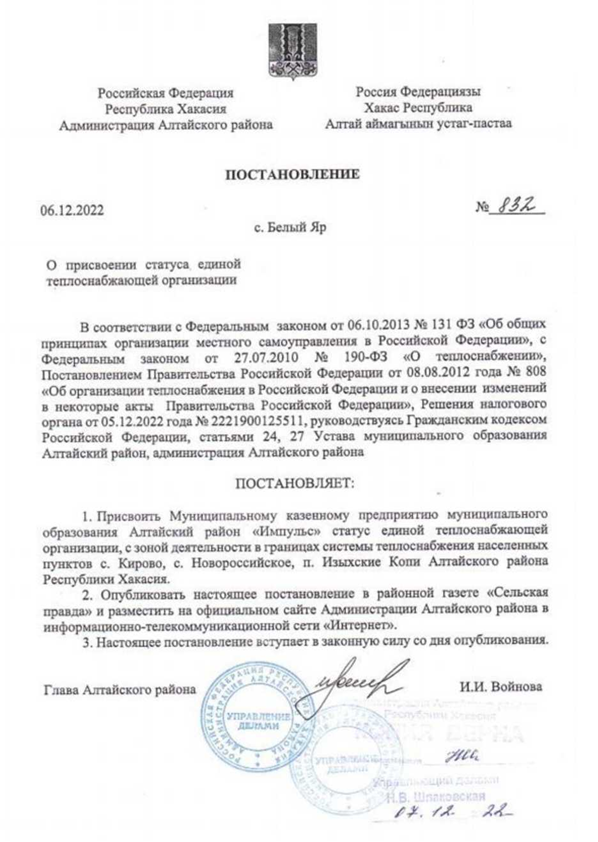 Российская Федерация
Республика Хакасия
Администрация Алтайского района
Россия Федерациязы
Хакас Республика
Алтай аймагынын устаг-пастаа
ПОСТАНОВЛЕНИЕ
06.12.2022
№ 832
с. Белый Яр
О присвоении статуса единой
теплоснабжающей организации
В соответствии с Федеральным законом от 06.10.2013 № 131 ФЗ «Об общих
принципах организации местного самоуправления в Российской Федерации», с
Федеральным законом от 27.07.2010 № 190-ФЗ «О теплоснабжении»,
Постановлением Правительства Российской Федерации от 08.08.2012 года № 808
«Об организации теплоснабжения в Российской Федерации и о внесении изменений
в некоторые акты Правительства Российской Федерации», Решения налогового
органа от 05.12.2022 года № 2221900125511, руководствуясь Гражданским кодексом
Российской Федерации, статьями 24, 27 Устава муниципального образования
Алтайский район, администрация Алтайского района
ПОСТАНОВЛЯЕТ:
1. Присвоить Муниципальному казенному предприятию муниципального
образования Алтайский район «Импульс» статус единой теплоснабжающей
организации, с зоной деятельности в границах системы теплоснабжения населенных
пунктов с. Кирово, с. Новороссийское, п. Изыхские Копи Алтайского района
Республики Хакасия.
2. Опубликовать настоящее постановление в районной газете «Сельская
правда» и разместить на официальном сайте Администрации Алтайского района в
информационно-телекоммуникационной сети «Интернет».
3. Настоящее постановление вступает в законную силу со дня опубликования.
Глава Алтайского района
И.И. Войнова
УПРАВЛЕНИЕ
ДЕЛАМИ
Республики Хакасия
КОПИЯ ВЕРНА
УПРАВЛЕНИЕ
ДЕЛАМИ
Управляющий делами
Н.В. Шпаковская
07.12 22